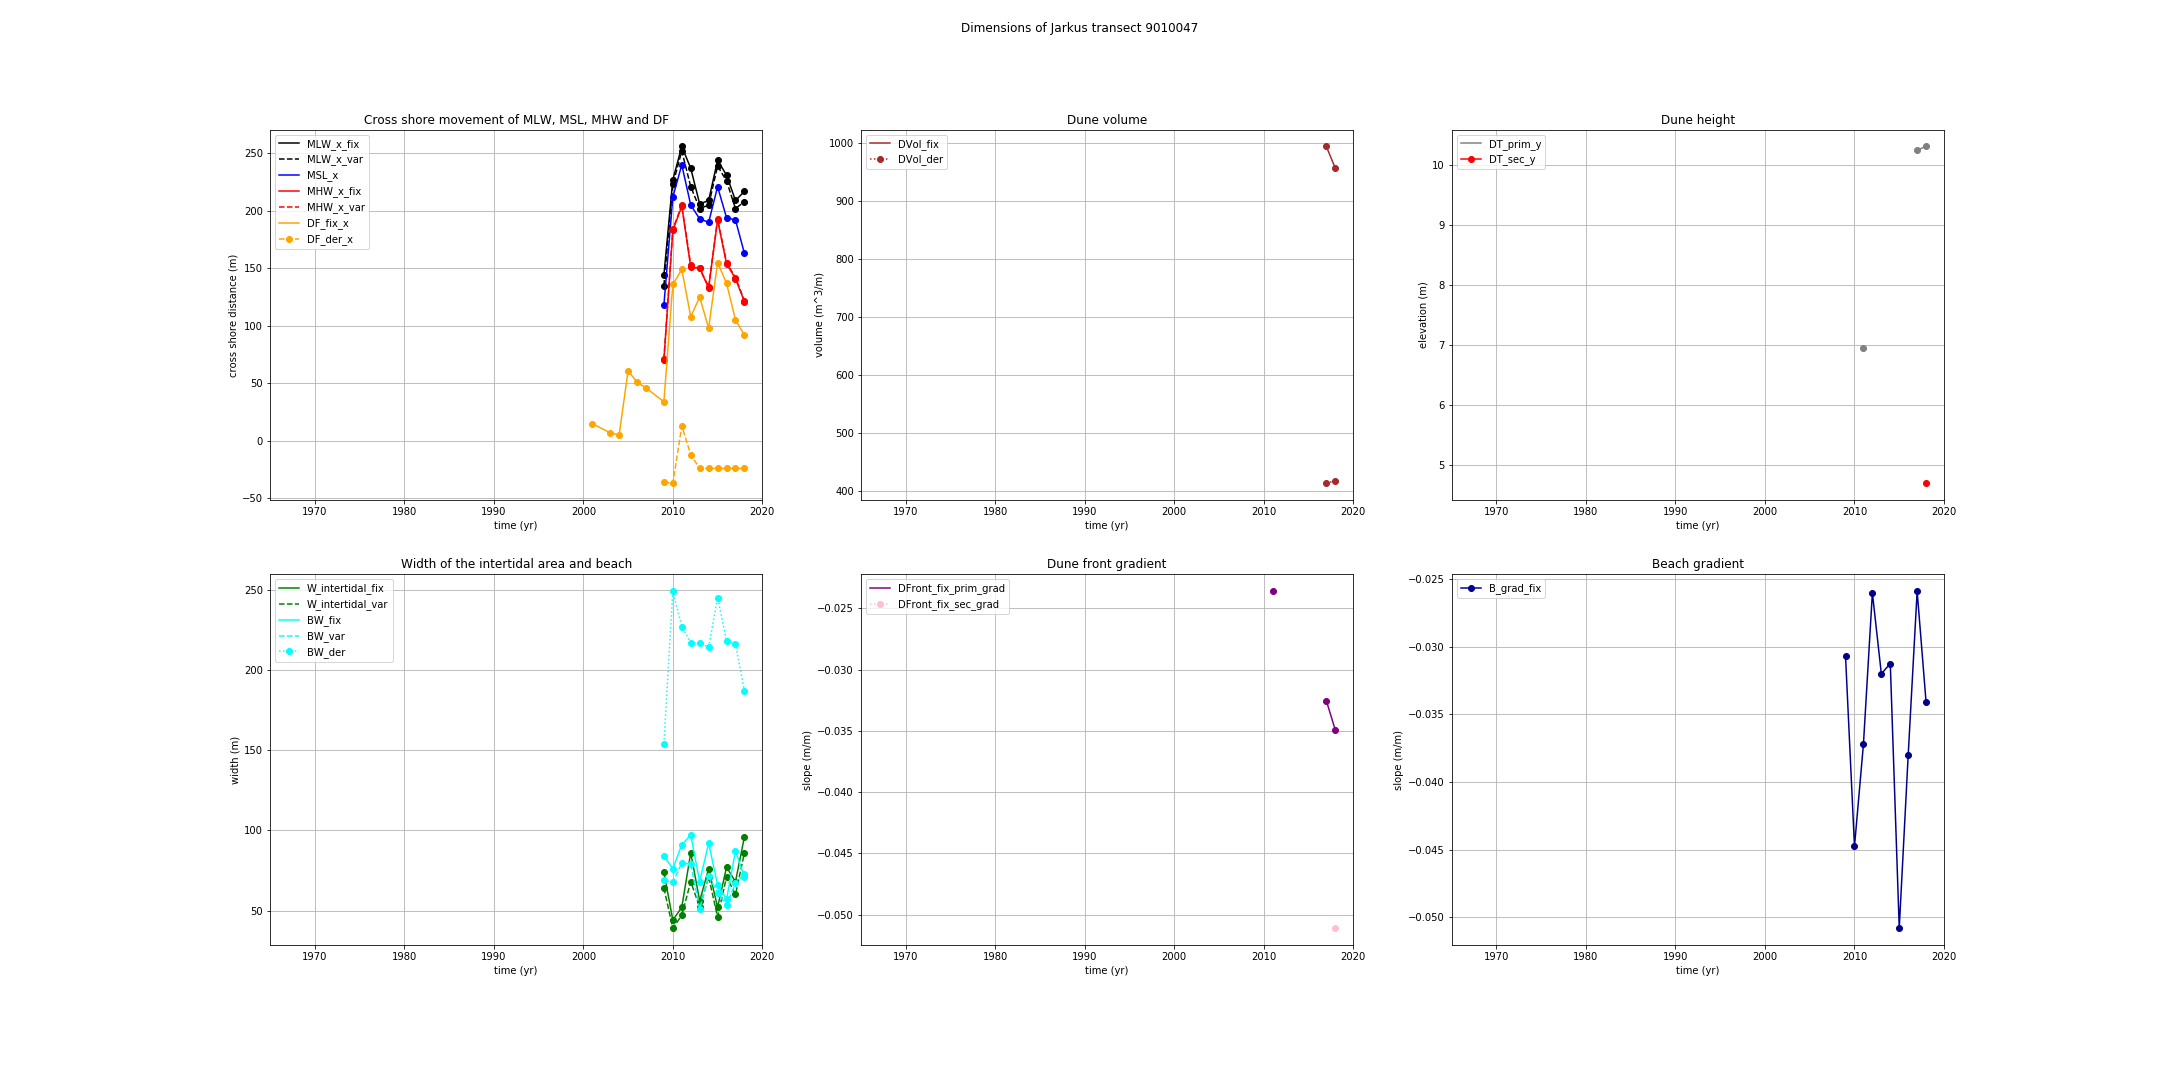 Dimensions of Jarkus transect 9010047
Cross shore movement of MLW, MSL, MHW and DF
MLW_x_fix
MLW_x_var
MSL_x
MHW_x_fix
MHW_x_var
DF_fix_x
DF_der_x
250
200
150
100
50
0
−50
cross shore distance (m)
1970 1980 1990 2000 2010 2020
time (yr)
Dune volume
DVol_fix
DVol_der
1000
900
800
700
600
500
400
volume (m^3/m)
1970 1980 1990 2000 2010 2020
time (yr)
Dune height
DT_prim_y
DT_sec_y
10
9
8
7
6
5
elevation (m)
1970 1980 1990 2000 2010 2020
time (yr)
Width of the intertidal area and beach
W_intertidal_fix
W_intertidal_var
BW_fix
BW_var
BW_der
250
200
150
100
50
width (m)
1970 1980 1990 2000 2010 2020
time (yr)
Dune front gradient
DFront_fix_prim_grad
DFront_fix_sec_grad
−0.025
−0.030
−0.035
−0.040
−0.045
−0.050
slope (m/m)
1970 1980 1990 2000 2010 2020
time (yr)
Beach gradient
B_grad_fix
−0.025
−0.030
−0.035
−0.040
−0.045
−0.050
slope (m/m)
1970 1980 1990 2000 2010 2020
time (yr)